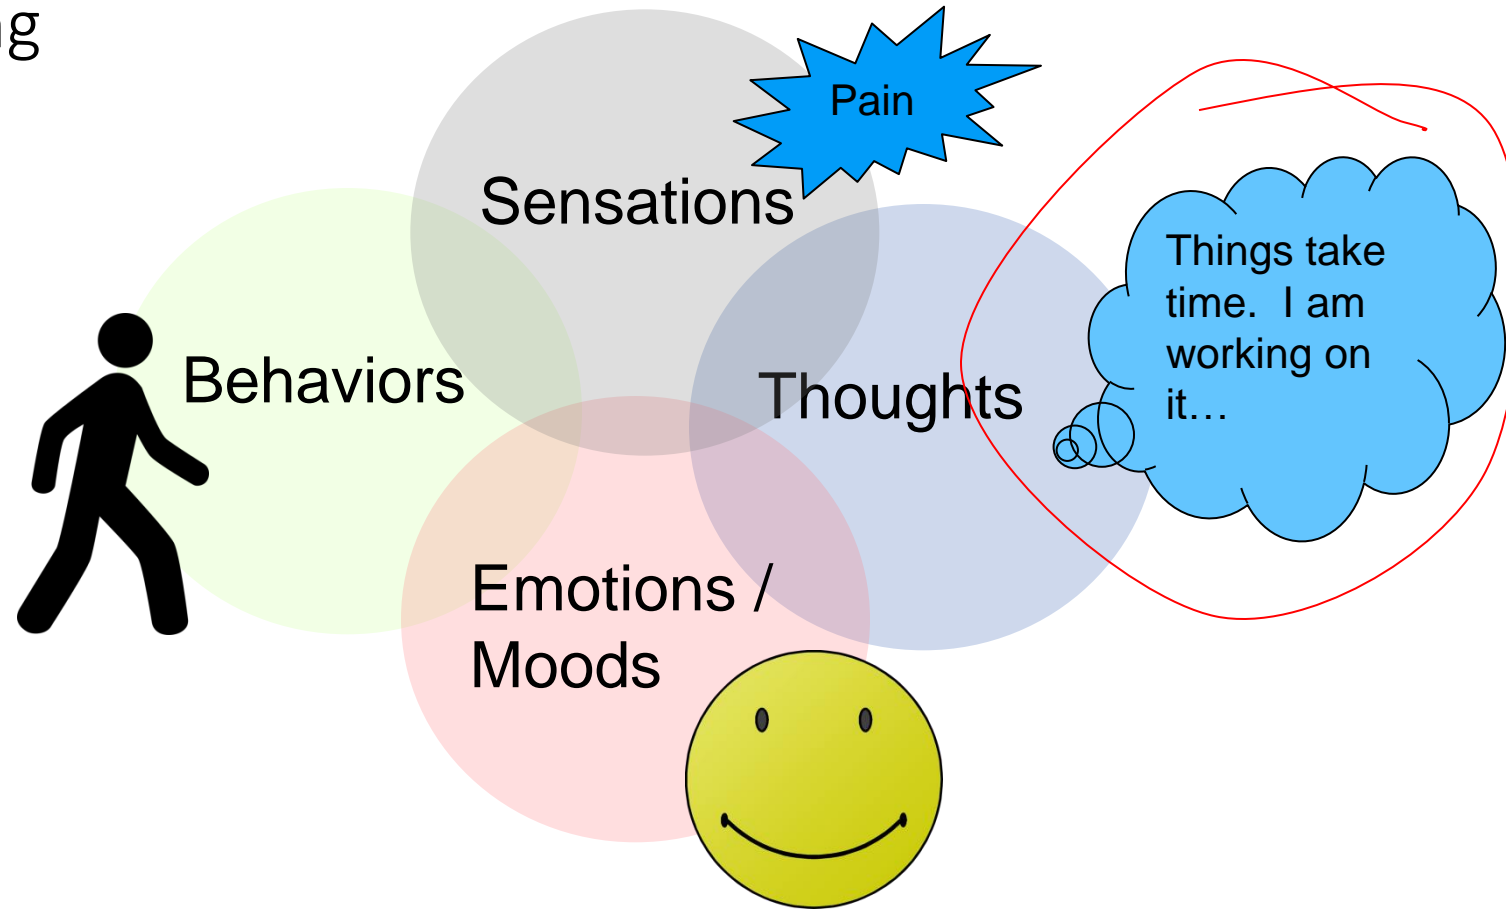 Pain
Sensations
Things take
time.  I am
working on
it…
Behaviors
Thoughts
Emotions /
Moods